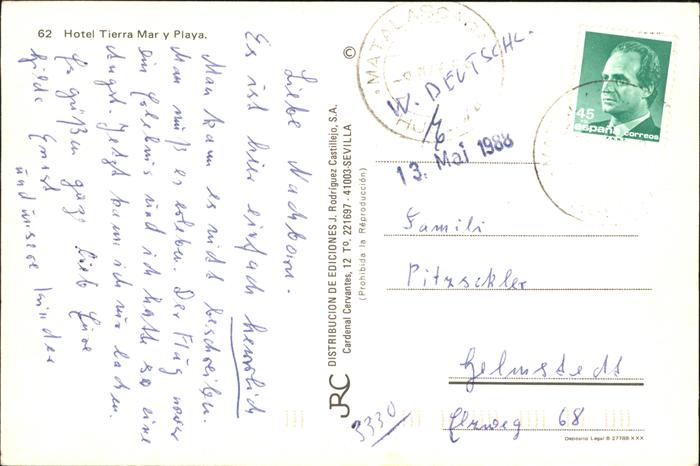 62 Hotel Tierra Mar y Playa.
Liebe Nachbarn.
Es ist hier einfach herrlich
Man kann es nicht beschreiben.
Man muß es erleben. Der Flug war
ein Erlebnis und ich hatte so eine
Angst. Jetzt kann ich nur lachen.
Es grüßen ganz lieb Eure
Hilde Ernst
und unsere Kinder
©
JRC DISTRIBUCION DE EDICIONES J. Rodríguez Castillejo, S.A.
Cardenal Cervantes, 12 Tº. 221697 - 41003-SEVILLA
(Prohibida la Reproducción)
MATALASCAÑAS
W. DEUTSCHL.
13. Mai 1988
45
españa correos
Famili
Pitzschkler
Helmstedt
Elzweg 68
3330
Depósito Legal B 27788-XXX